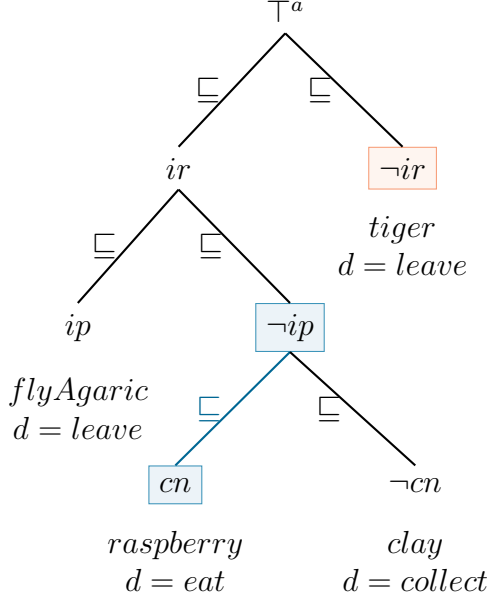 ⊤ᵃ
⊑ ⊑
ir ¬ir
tiger
d = leave
⊑ ⊑
ip ¬ip
flyAgaric
d = leave
⊑ ⊑
cn ¬cn
raspberry clay
d = eat d = collect